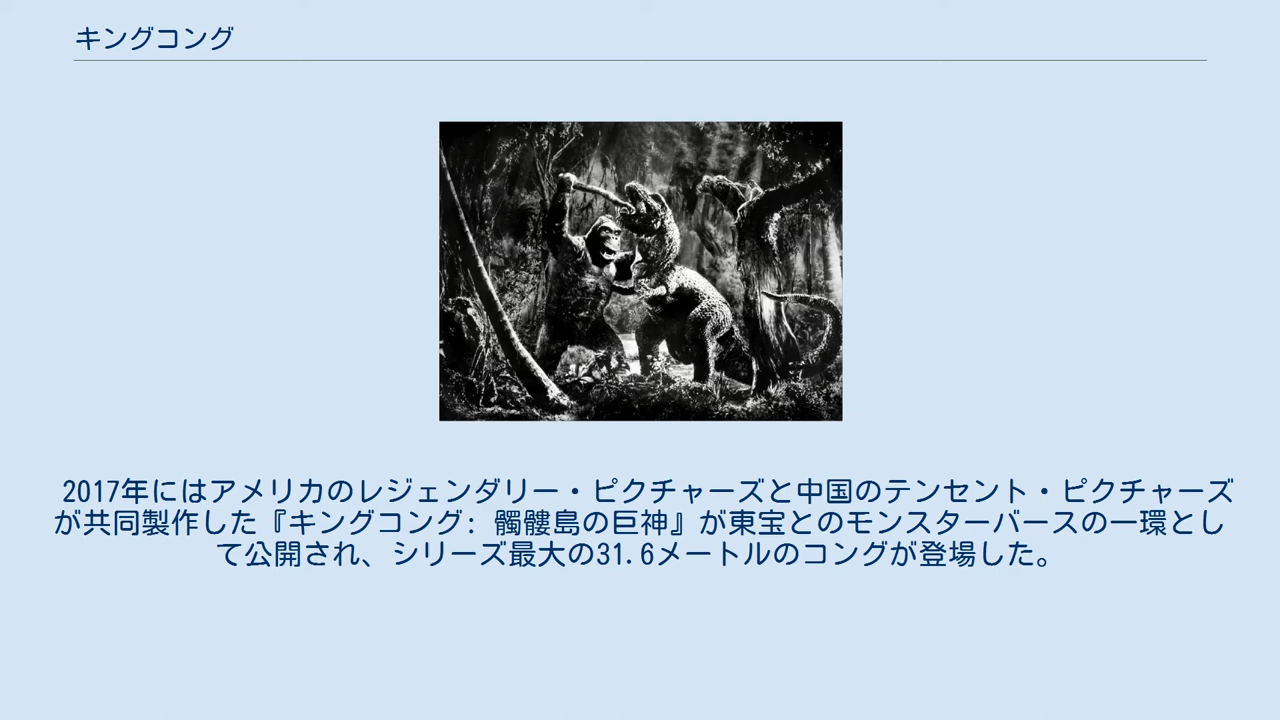 キングコング
2017年にはアメリカのレジェンダリー・ピクチャーズと中国のテンセント・ピクチャーズ
が共同製作した『キングコング: 髑髏島の巨神』が東宝とのモンスターバースの一環とし
て公開され、シリーズ最大の31.6メートルのコングが登場した。